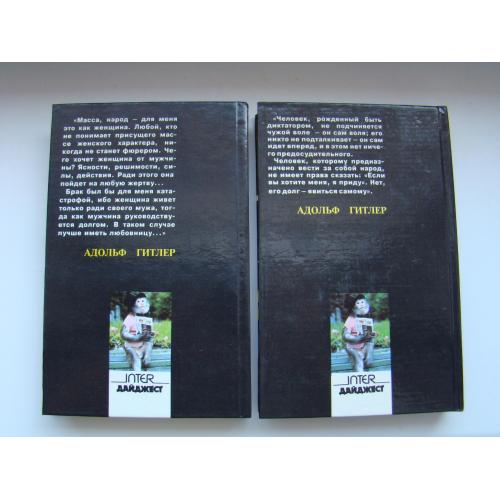 «Масса, народ – для меня
это как женщина. Любой, кто
не понимает присущего мас-
се женского характера, ни-
когда не станет фюрером. Че-
го хочет женщина от мужчи-
ны? Ясности, решимости, си-
лы, действия. Ради этого она
пойдет на любую жертву...
Брак был бы для меня ката-
строфой, ибо женщина живет
только ради своего мужа, тог-
да как мужчина руководству-
ется долгом. В таком случае
лучше иметь любовницу...»
АДОЛЬФ ГИТЛЕР
INTER
ДАЙДЖЕСТ
«Человек, рожденный быть
диктатором, не подчиняется
чужой воле – он сам воля; его
никто не подталкивает – он сам
идет вперед, и в этом нет ниче-
го предосудительного.
Человек, которому предназ-
начено вести за собой народ,
не имеет права сказать: «Если
вы хотите меня, я приду». Нет,
его долг – явиться самому».
АДОЛЬФ ГИТЛЕР
INTER
ДАЙДЖЕСТ